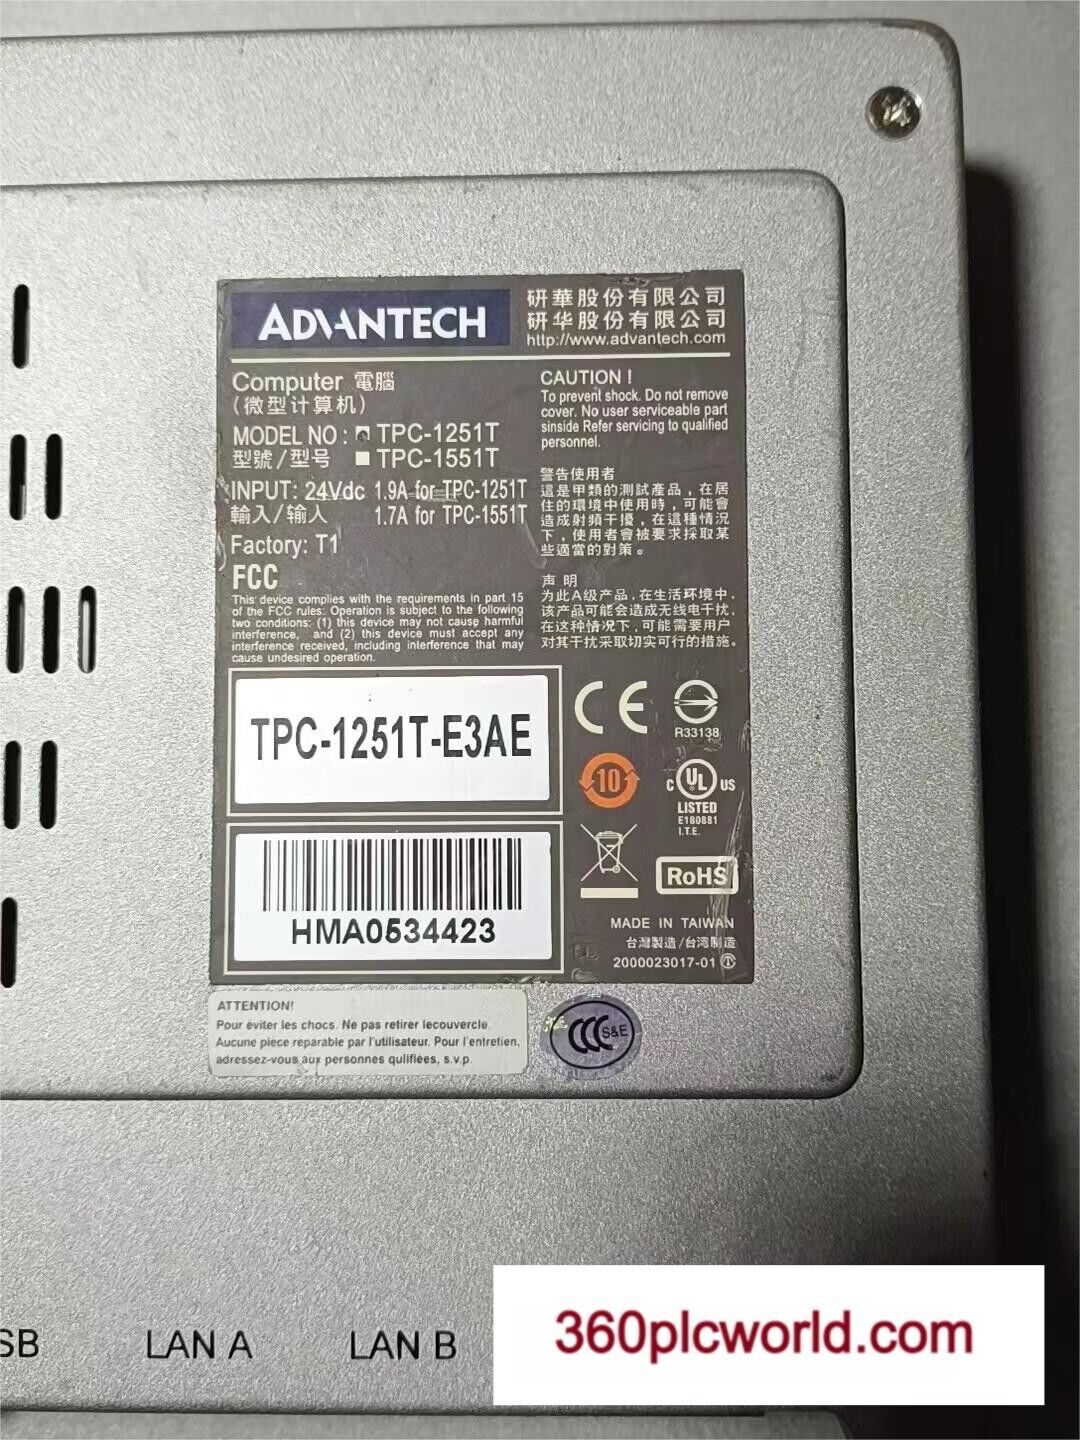 ADVANTECH
研華股份有限公司
研华股份有限公司
http://www.advantech.com
Computer 電腦
(微型计算机)
MODEL NO : TPC-1251T
型號/型号 TPC-1551T
INPUT: 24Vdc 1.9A for TPC-1251T
輸入/输入 1.7A for TPC-1551T
Factory: T1
FCC
This device complies with the requirements in part 15
of the FCC rules: Operation is subject to the following
two conditions: (1) this device may not cause harmful
interference, and (2) this device must accept any
interference received, including interference that may
cause undesired operation.
CAUTION !
To prevent shock. Do not remove
cover. No user serviceable part
sinside Refer servicing to qualified
personnel.
警告使用者
這是甲類的測試產品，在居
住的環境中使用時，可能會
造成射頻干擾，在這種情況
下，使用者會被要求採取某
些適當的對策。
声 明
为此A级产品，在生活环境中，
该产品可能会造成无线电干扰，
在这种情况下，可能需要用户
对其干扰采取切实可行的措施。
TPC-1251T-E3AE
HMA0534423
CE
R33138
10
C UL US
LISTED
E180881
I.T.E.
RoHS
MADE IN TAIWAN
台灣製造/台湾制造
2000023017-01
ATTENTION!
Pour éviter les chocs. Ne pas retirer lecouvercle.
Aucune piece reparable par l'utilisateur. Pour l'entretien,
adressez-vous aux personnes qulifiées, s.v.p.
CCC S&E
SB LAN A LAN B
360plcworld.com